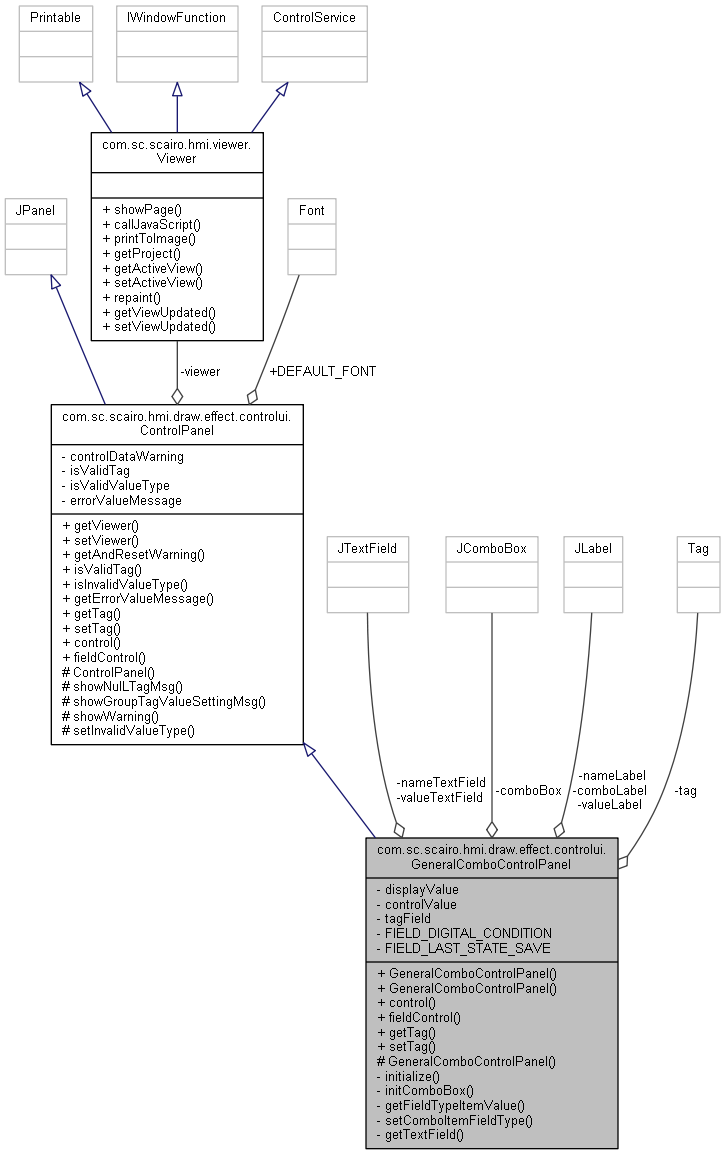 Printable
IWindowFunction
ControlService
com.sc.scairo.hmi.viewer.
Viewer
+ showPage()
+ callJavaScript()
+ printToImage()
+ getProject()
+ getActiveView()
+ setActiveView()
+ repaint()
+ getViewUpdated()
+ setViewUpdated()
JPanel
Font
-viewer
+DEFAULT_FONT
com.sc.scairo.hmi.draw.effect.controlui.
ControlPanel
- controlDataWarning
- isValidTag
- isValidValueType
- errorValueMessage
+ getViewer()
+ setViewer()
+ getAndResetWarning()
+ isValidTag()
+ isInvalidValueType()
+ getErrorValueMessage()
+ getTag()
+ setTag()
+ control()
+ fieldControl()
# ControlPanel()
# showNulLTagMsg()
# showGroupTagValueSettingMsg()
# showWarning()
# setInvalidValueType()
JTextField
JComboBox
JLabel
Tag
-nameTextField
-valueTextField
-comboBox
-nameLabel
-comboLabel
-valueLabel
-tag
com.sc.scairo.hmi.draw.effect.controlui.
GeneralComboControlPanel
- displayValue
- controlValue
- tagField
- FIELD_DIGITAL_CONDITION
- FIELD_LAST_STATE_SAVE
+ GeneralComboControlPanel()
+ GeneralComboControlPanel()
+ control()
+ fieldControl()
+ getTag()
+ setTag()
# GeneralComboControlPanel()
- initialize()
- initComboBox()
- getFieldTypeItemValue()
- setComboItemFieldType()
- getTextField()